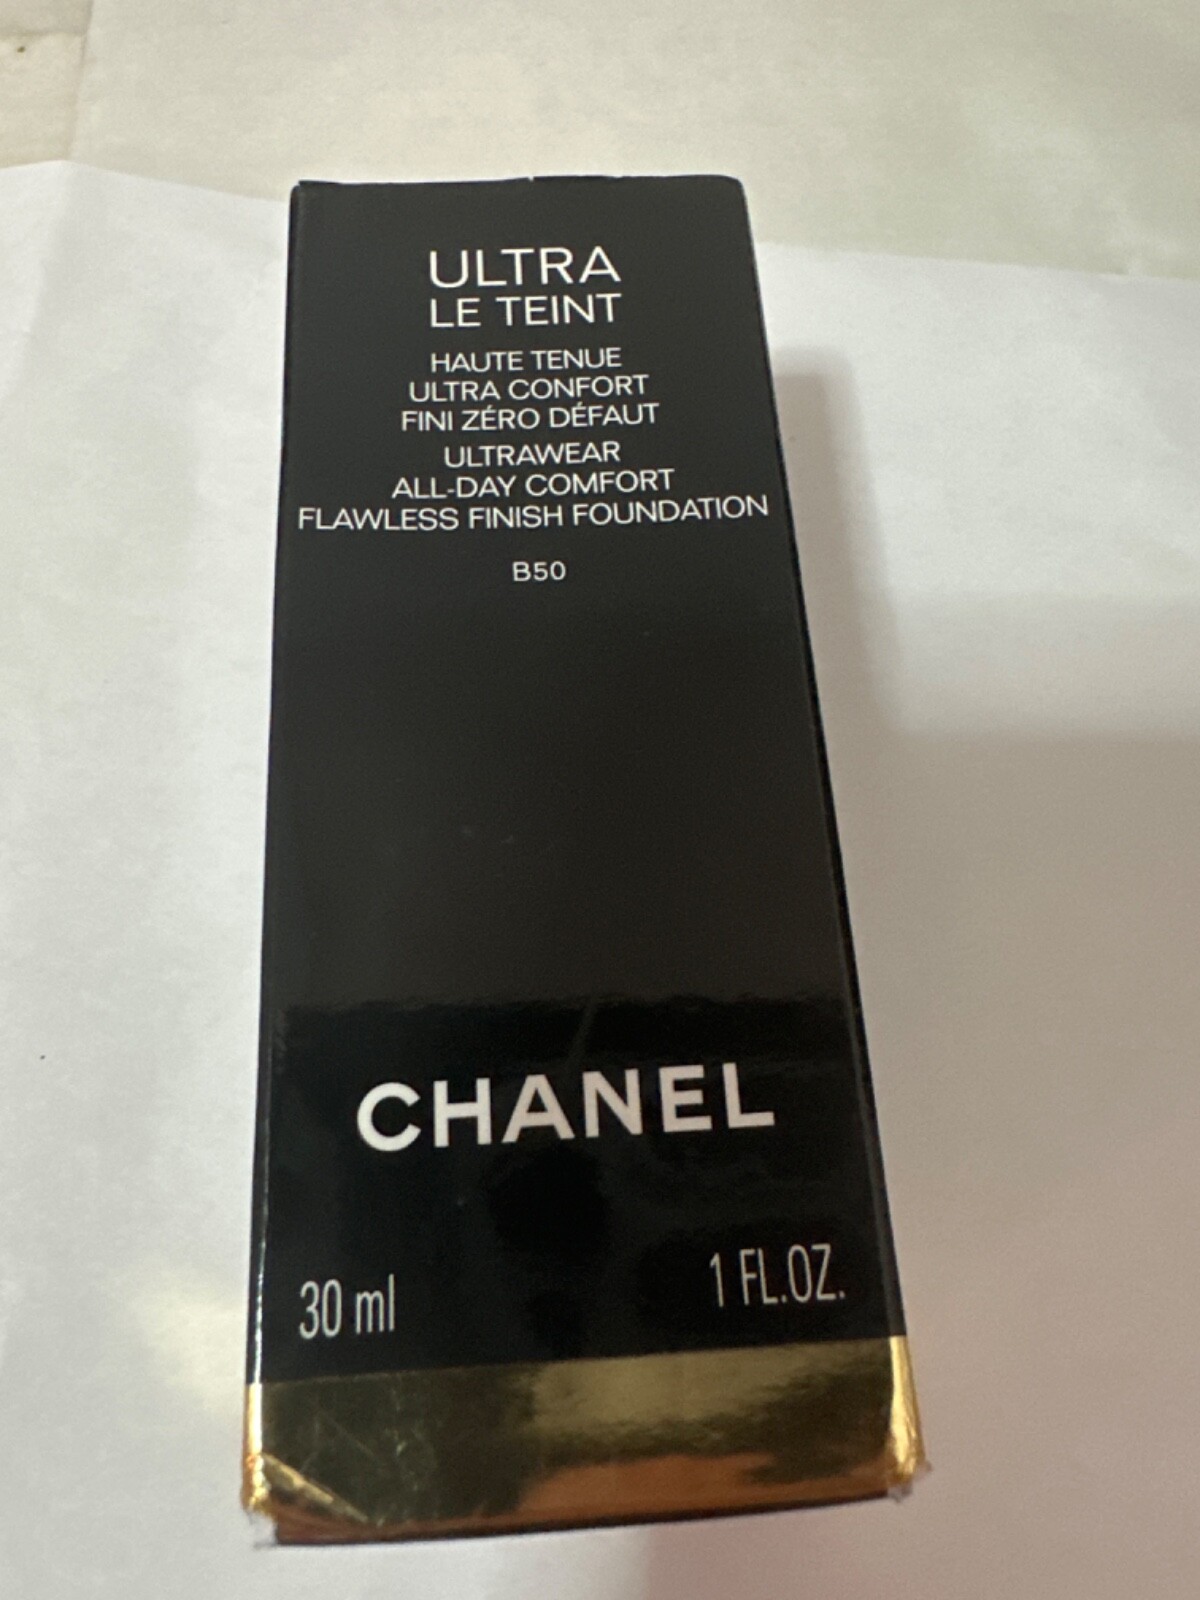 ULTRA
LE TEINT
HAUTE TENUE
ULTRA CONFORT
FINI ZÉRO DÉFAUT
ULTRAWEAR
ALL-DAY COMFORT
FLAWLESS FINISH FOUNDATION
B50
CHANEL
30 ml 1 FL.OZ.